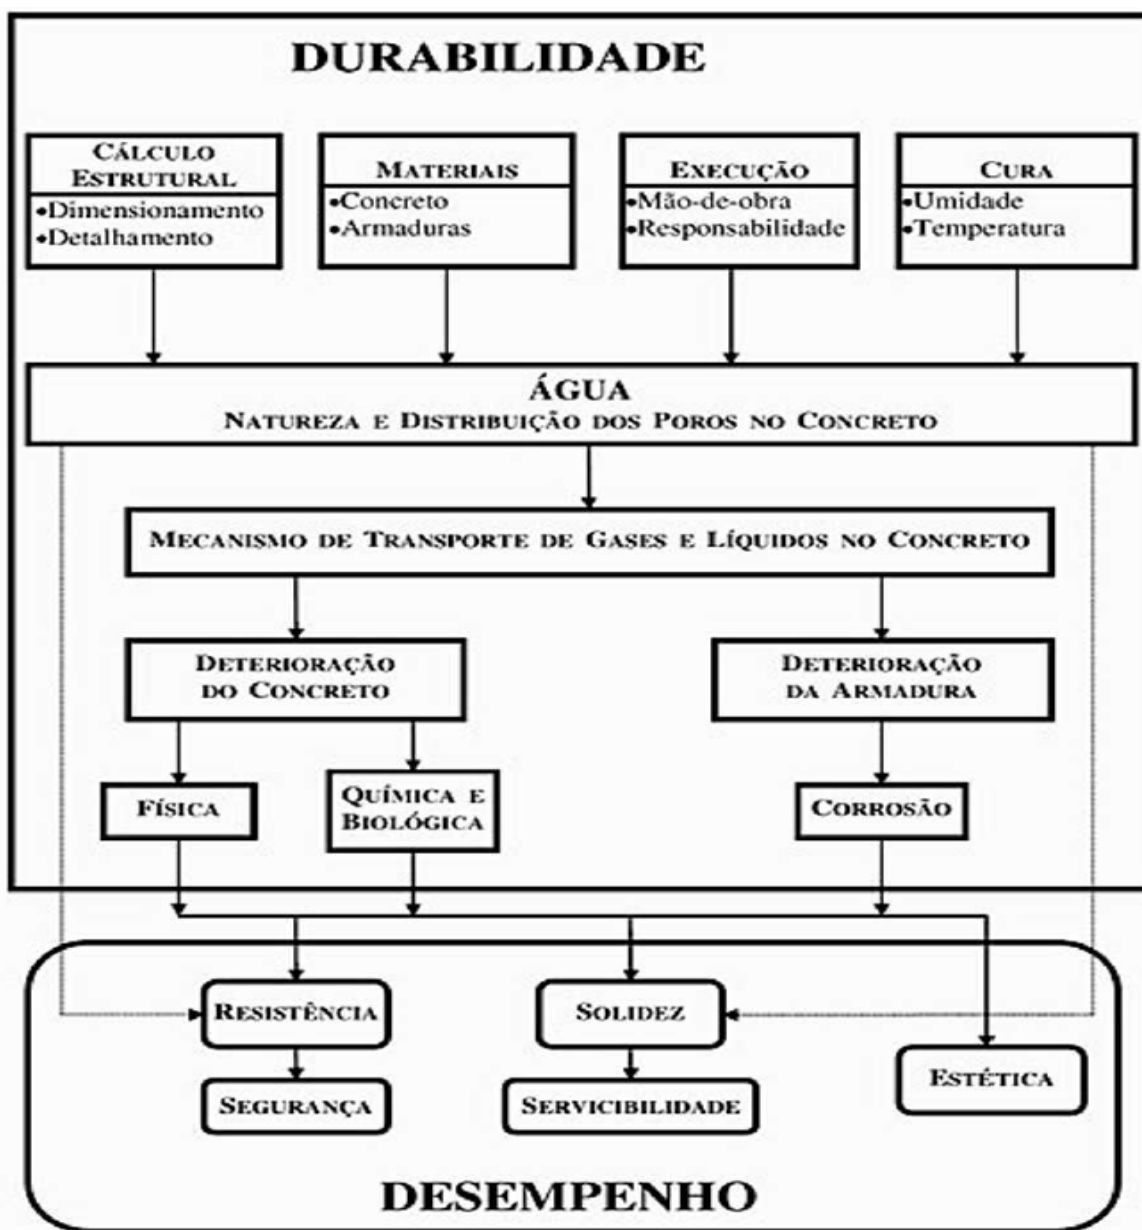 DURABILIDADE
CÁLCULO
ESTRUTURAL
•Dimensionamento
•Detalhamento
MATERIAIS
•Concreto
•Armaduras
EXECUÇÃO
•Mão-de-obra
•Responsabilidade
CURA
•Umidade
•Temperatura
ÁGUA
NATUREZA E DISTRIBUIÇÃO DOS POROS NO CONCRETO
MECANISMO DE TRANSPORTE DE GASES E LÍQUIDOS NO CONCRETO
DETERIORAÇÃO
DO CONCRETO
DETERIORAÇÃO
DA ARMADURA
FÍSICA
QUÍMICA E
BIOLÓGICA
CORROSÃO
RESISTÊNCIA
SOLIDEZ
ESTÉTICA
SEGURANÇA
SERVICIBILIDADE
DESEMPENHO